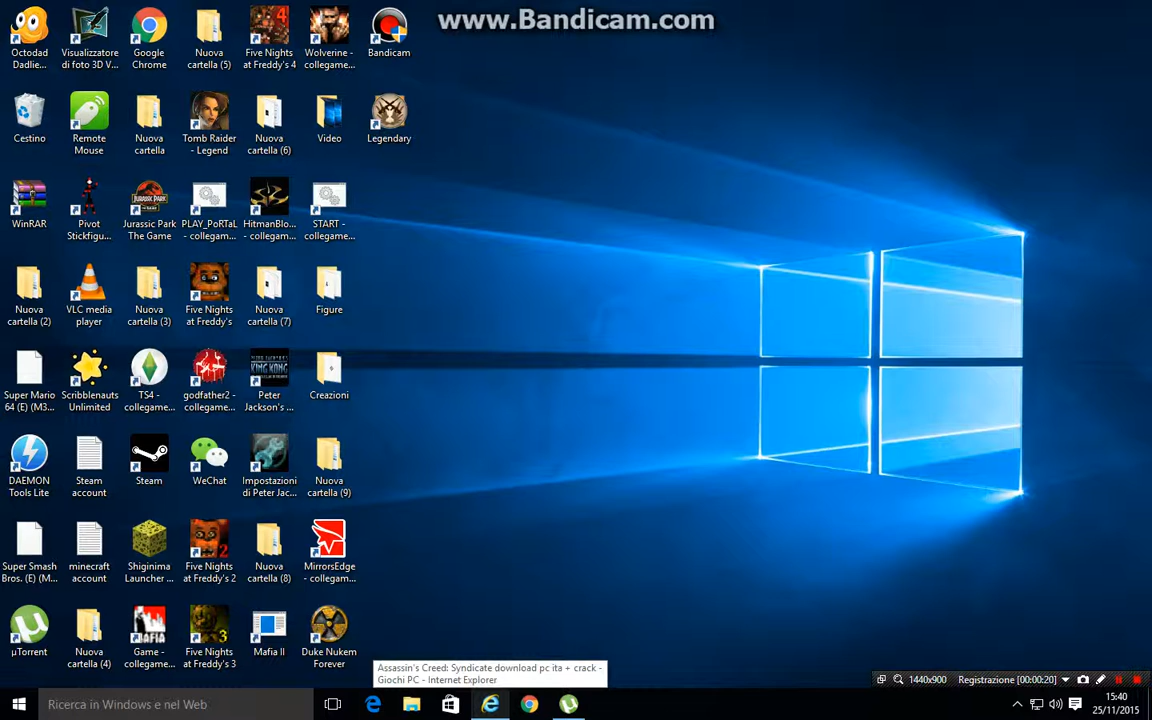 www.Bandicam.com
Octodad
Dadlie...
Visualizzatore
di foto 3D V...
Google
Chrome
Nuova
cartella (5)
Five Nights
at Freddy's 4
Wolverine -
collegame...
Bandicam
Cestino
Remote
Mouse
Nuova
cartella
Tomb Raider
- Legend
Nuova
cartella (6)
Video
Legendary
WinRAR
Pivot
Stickfigu...
Jurassic Park
The Game
PLAY_PoRTaL
- collegam...
HitmanBlo...
- collegam...
START -
collegame...
Nuova
cartella (2)
VLC media
player
Nuova
cartella (3)
Five Nights
at Freddy's
Nuova
cartella (7)
Figure
Super Mario
64 (E) (M3...
Scribblenauts
Unlimited
TS4 -
collegame...
godfather2 -
collegame...
Peter
Jackson's ...
Creazioni
DAEMON
Tools Lite
Steam
account
Steam
WeChat
Impostazioni
di Peter Jac...
Nuova
cartella (9)
Super Smash
Bros. (E) (M...
minecraft
account
Shiginima
Launcher ...
Five Nights
at Freddy's 2
Nuova
cartella (8)
MirrorsEdge
- collegam...
µTorrent
Nuova
cartella (4)
Game -
collegame...
Five Nights
at Freddy's 3
Mafia II
Duke Nukem
Forever
Assassin's Creed: Syndicate download pc ita + crack -
Giochi PC - Internet Explorer
1440x900
Registrazione [00:00:20]
Ricerca in Windows e nel Web
15:40
25/11/2015